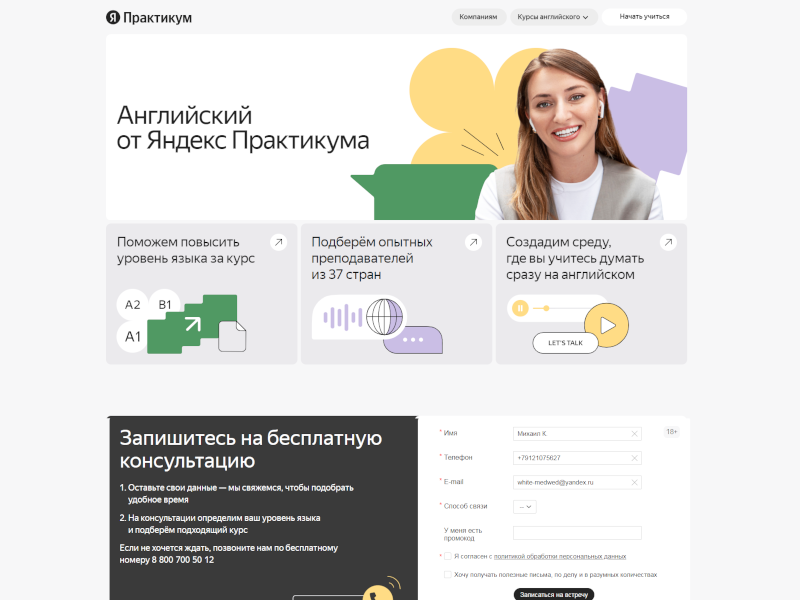 Я Практикум
Компаниям
Курсы английского
Начать учиться
Английский
от Яндекс Практикума
Поможем повысить
уровень языка за курс
A2
B1
A1
Подберём опытных
преподавателей
из 37 стран
Создадим среду,
где вы учитесь думать
сразу на английском
LET'S TALK
Запишитесь на бесплатную
консультацию
1. Оставьте свои данные — мы свяжемся, чтобы подобрать
удобное время
2. На консультации определим ваш уровень языка
и подберём подходящий курс
Если не хочется ждать, позвоните нам по бесплатному
номеру 8 800 700 50 12
* Имя
Михаил К
18+
* Телефон
+79121075627
* E-mail
white-medwed@yandex.ru
* Способ связи
--
У меня есть
промокод
* Я согласен с политикой обработки персональных данных
Хочу получать полезные письма, по делу и в разумных количествах
Записаться на встречу